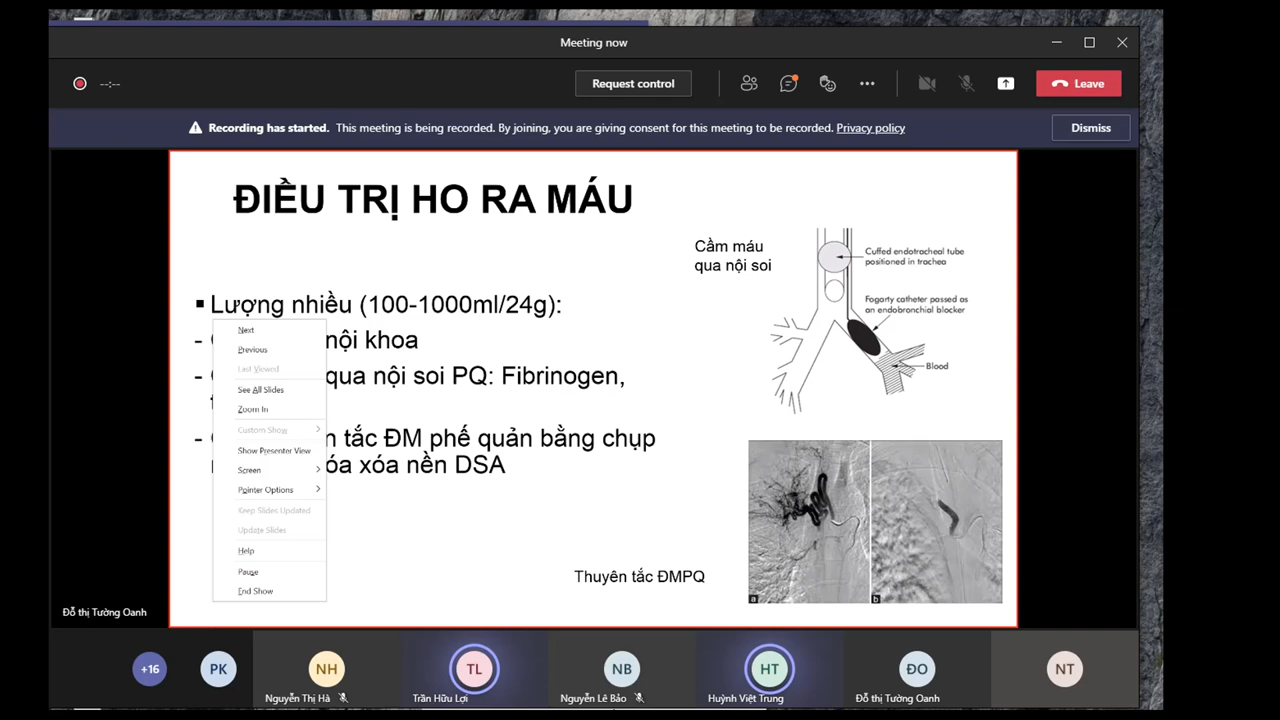 Meeting now
--:--
Request control
Leave
Recording has started. This meeting is being recorded. By joining, you are giving consent for this meeting to be recorded. Privacy policy
Dismiss
ĐIỀU TRỊ HO RA MÁU
Cầm máu
qua nội soi
Cuffed endotracheal tube
positioned in trachea
Fogarty catheter passed as
an endobronchial blocker
Blood
▪ Lượng nhiều (100-1000ml/24g):
- nội khoa
- qua nội soi PQ: Fibrinogen,
- tắc ĐM phế quản bằng chụp
xóa nền DSA
Next
Previous
Last Viewed
See All Slides
Zoom In
Custom Show
Show Presenter View
Screen
Pointer Options
Keep Slides Updated
Update Slides
Help
Pause
End Show
Thuyên tắc ĐMPQ
a
b
Đỗ thị Tường Oanh
+16
PK
NH
TL
NB
HT
ĐO
NT
Nguyễn Thị Hà
Trần Hữu Lợi
Nguyễn Lê Bảo
Huỳnh Việt Trung
Đỗ thị Tường Oanh